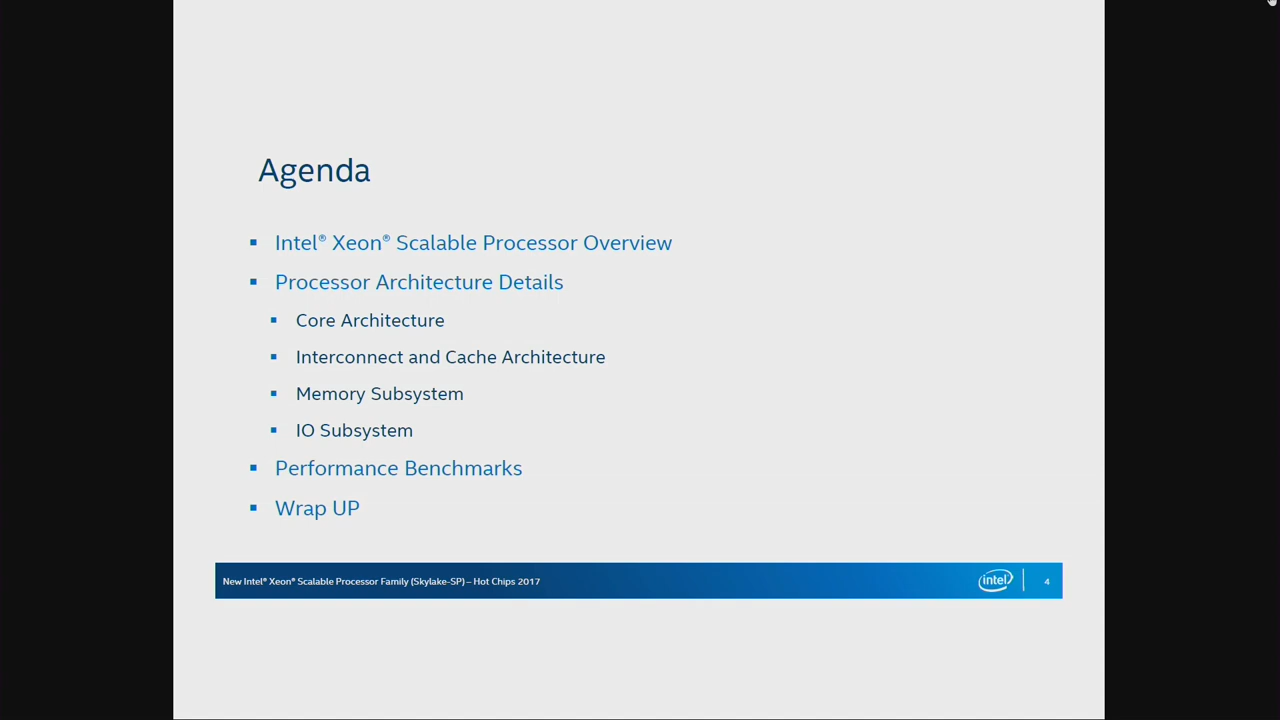 Agenda
▪ Intel® Xeon® Scalable Processor Overview
▪ Processor Architecture Details
▪ Core Architecture
▪ Interconnect and Cache Architecture
▪ Memory Subsystem
▪ IO Subsystem
▪ Performance Benchmarks
▪ Wrap UP
New Intel® Xeon® Scalable Processor Family (Skylake-SP) – Hot Chips 2017
intel
4